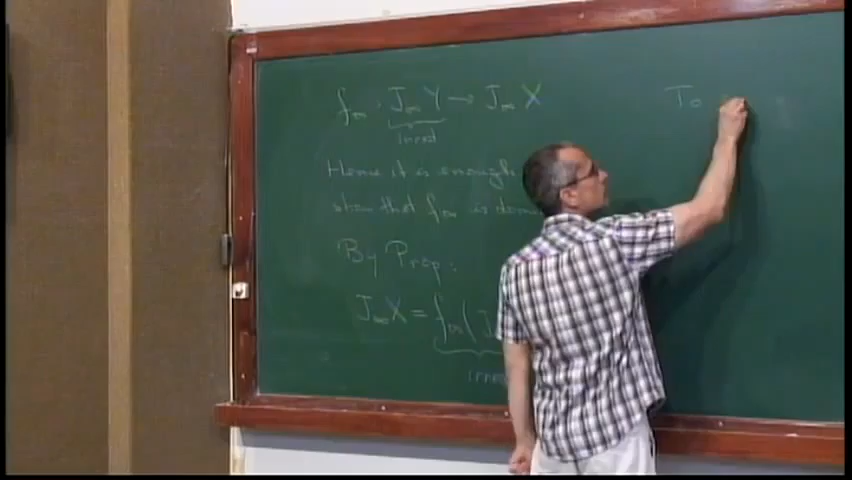 f∞ : J∞ Y → J∞ X
irred
Hence it is enough
show that f∞ is dom
By Prop:
J∞X = f∞( J
irred
To